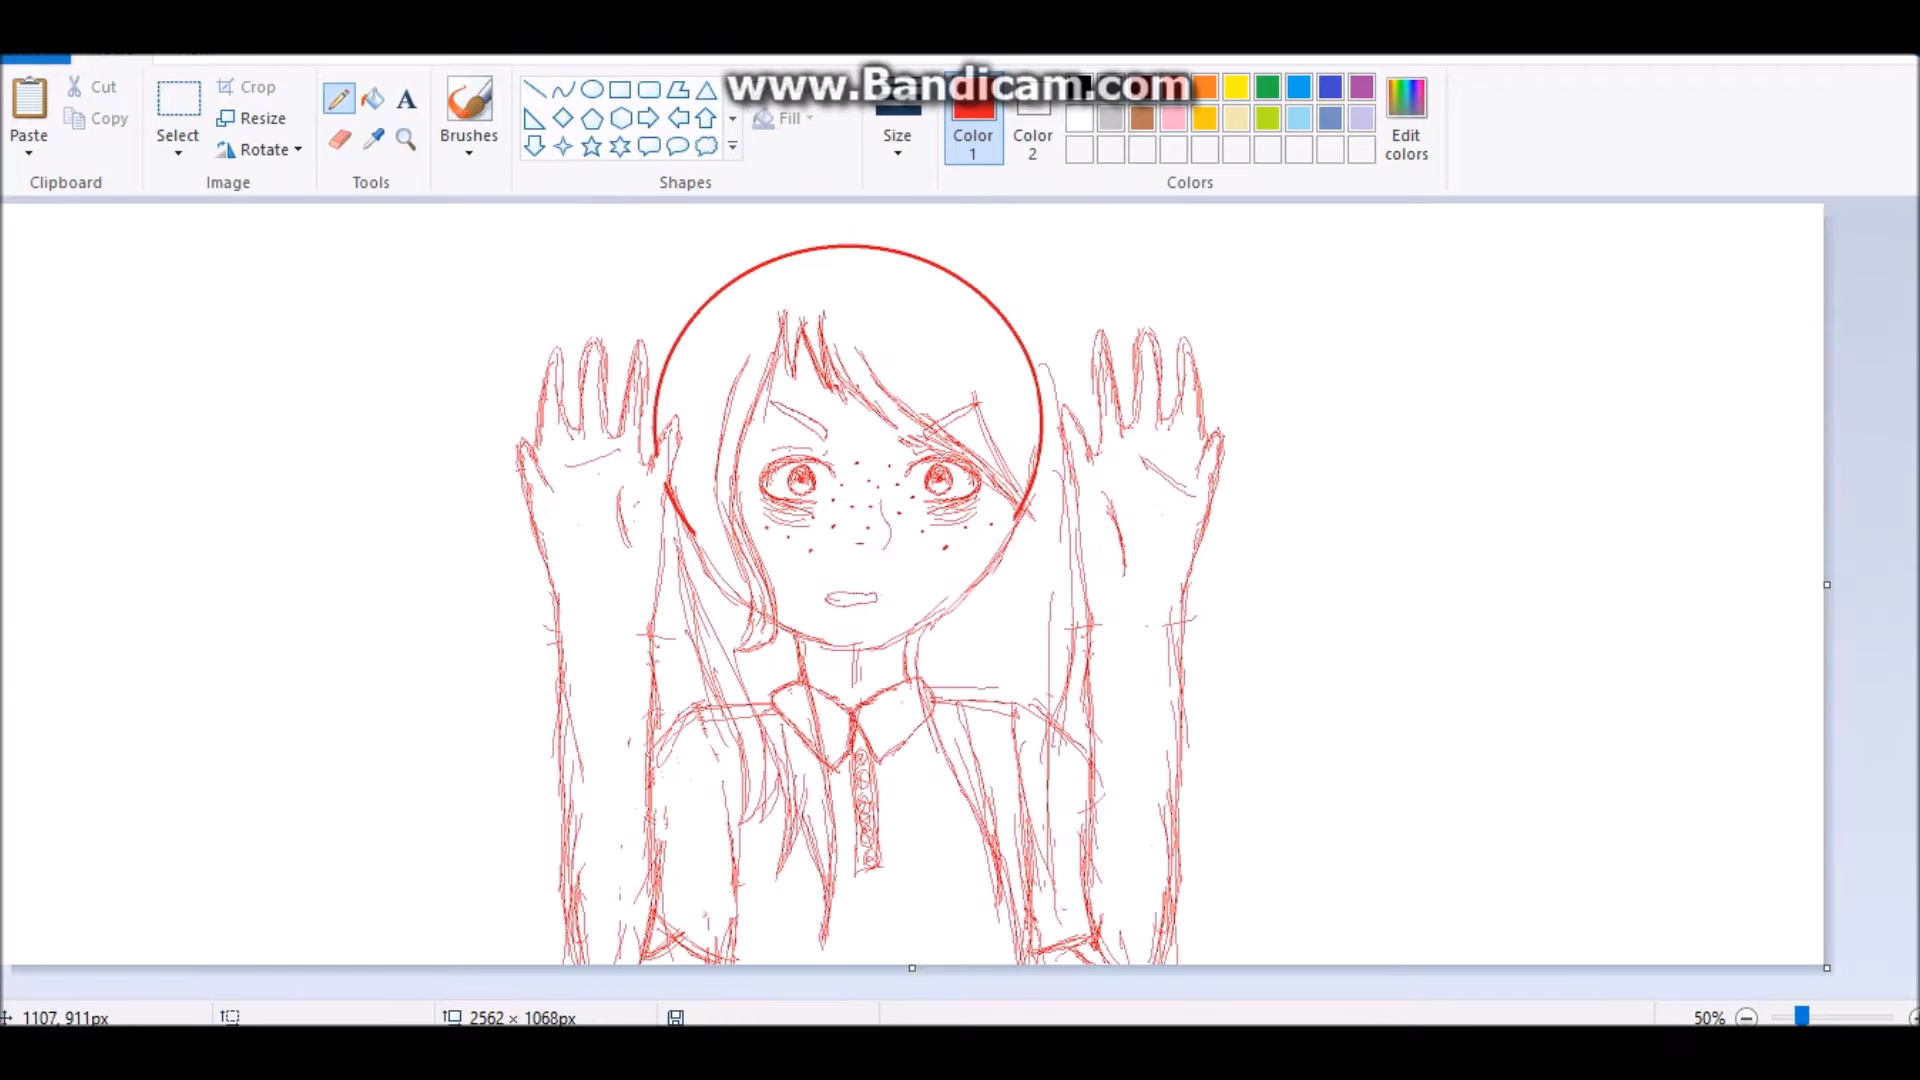 www.Bandicam.com
Cut
Crop
Copy
Resize
Fill
Paste
Select
Rotate
Brushes
Size
Color 1
Color 2
Edit colors
Clipboard
Image
Tools
Shapes
Colors
1107, 911px
2562 × 1068px
50%